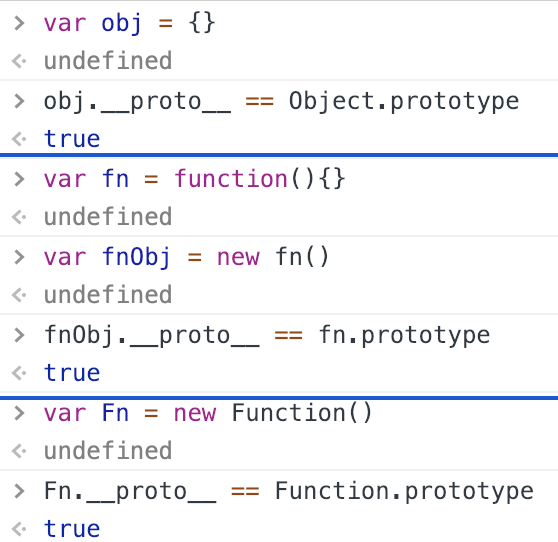 > var obj = {}
<· undefined
> obj.__proto__ == Object.prototype
<· true
> var fn = function(){}
<· undefined
> var fnObj = new fn()
<· undefined
> fnObj.__proto__ == fn.prototype
<· true
> var Fn = new Function()
<· undefined
> Fn.__proto__ == Function.prototype
<· true